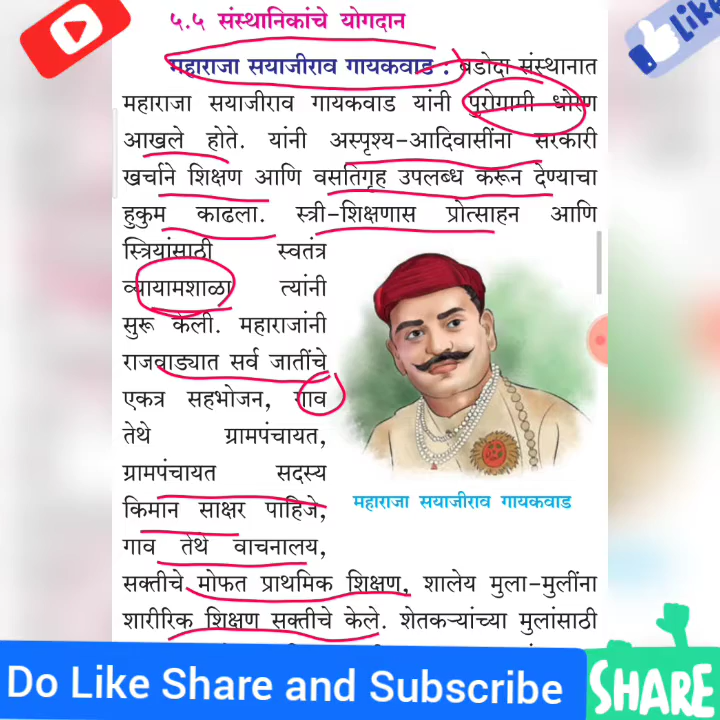 ५.५ संस्थानिकांचे योगदान
Like
महाराजा सयाजीराव गायकवाड : बडोदा संस्थानात
महाराजा सयाजीराव गायकवाड यांनी पुरोगामी धोरण
आखले होते. यांनी अस्पृश्य-आदिवासींना सरकारी
खर्चाने शिक्षण आणि वसतिगृह उपलब्ध करून देण्याचा
हुकुम काढला. स्त्री-शिक्षणास प्रोत्साहन आणि
स्त्रियांसाठी स्वतंत्र
व्यायामशाळा त्यांनी
सुरू केली. महाराजांनी
राजवाड्यात सर्व जातींचे
एकत्र सहभोजन, गाव
तेथे ग्रामपंचायत,
ग्रामपंचायत सदस्य
किमान साक्षर पाहिजे,
गाव तेथे वाचनालय,
महाराजा सयाजीराव गायकवाड
सक्तीचे मोफत प्राथमिक शिक्षण, शालेय मुला-मुलींना
शारीरिक शिक्षण सक्तीचे केले. शेतकऱ्यांच्या मुलांसाठी
Do Like Share and Subscribe
SHARE